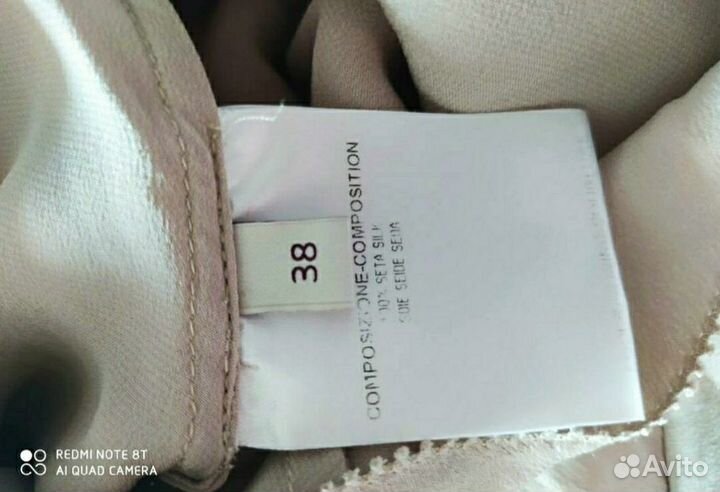 38
COMPOSIZIONE-COMPOSITION
100% SETA SILK
SOIE SEIDE SEDA
REDMI NOTE 8T
AI QUAD CAMERA
Avito